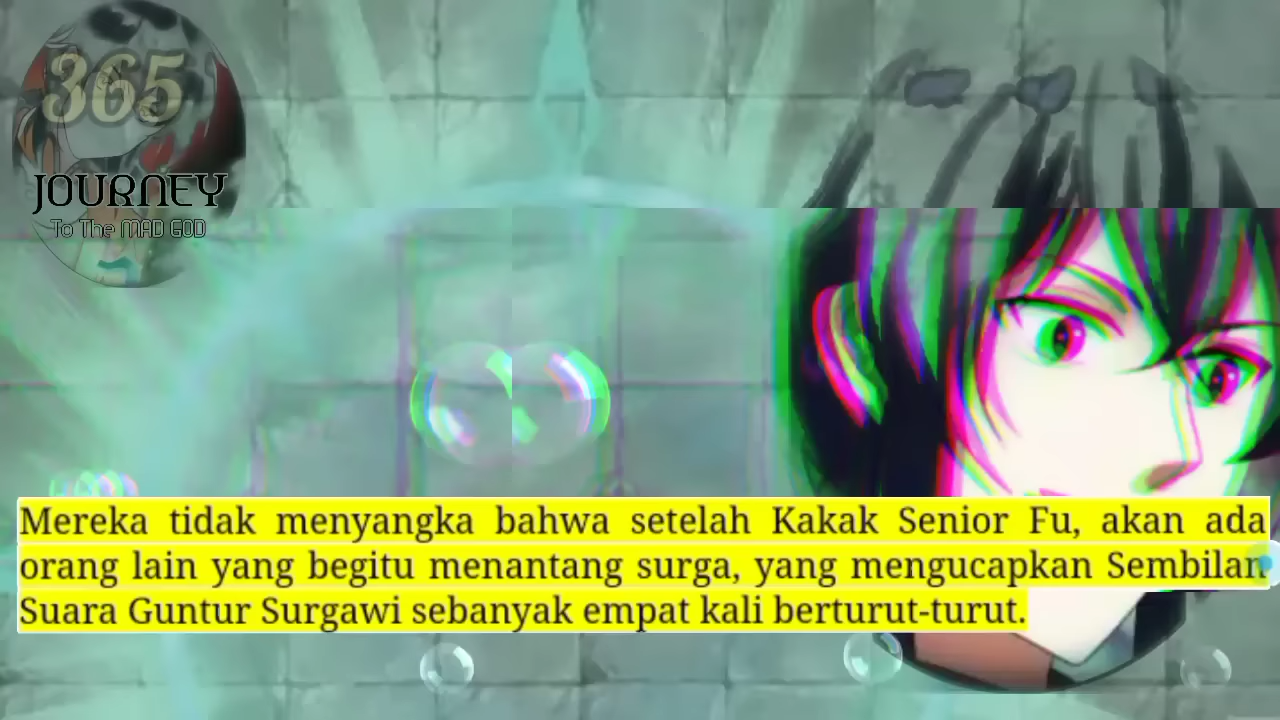 365
JOURNEY
To The MAD GOD
Mereka tidak menyangka bahwa setelah Kakak Senior Fu, akan ada
orang lain yang begitu menantang surga, yang mengucapkan Sembilan
Suara Guntur Surgawi sebanyak empat kali berturut-turut.